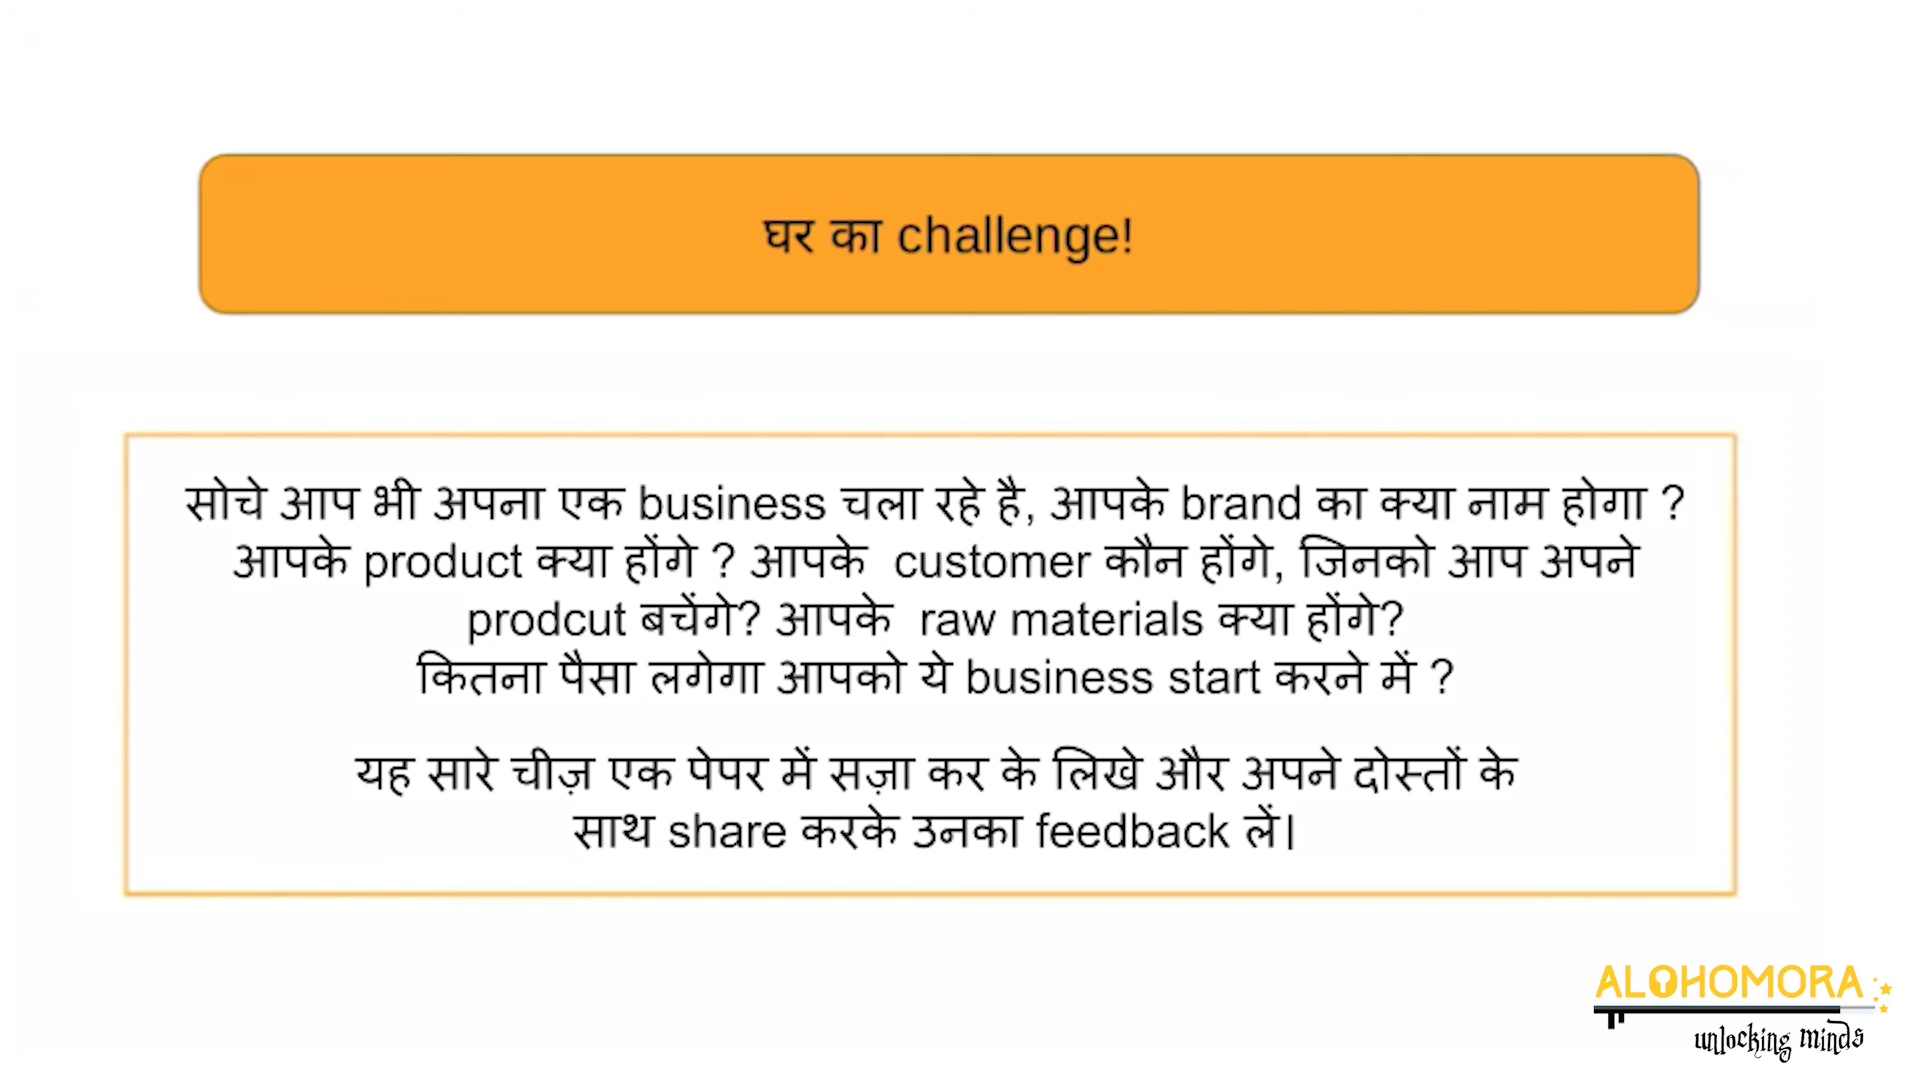 घर का challenge!
सोचे आप भी अपना एक business चला रहे है, आपके brand का क्या नाम होगा ?
आपके product क्या होंगे ? आपके customer कौन होंगे, जिनको आप अपने
prodcut बचेंगे? आपके raw materials क्या होंगे?
कितना पैसा लगेगा आपको ये business start करने में ?
यह सारे चीज़ एक पेपर में सज़ा कर के लिखे और अपने दोस्तों के
साथ share करके उनका feedback लें|
ALOHOMORA
unlocking minds